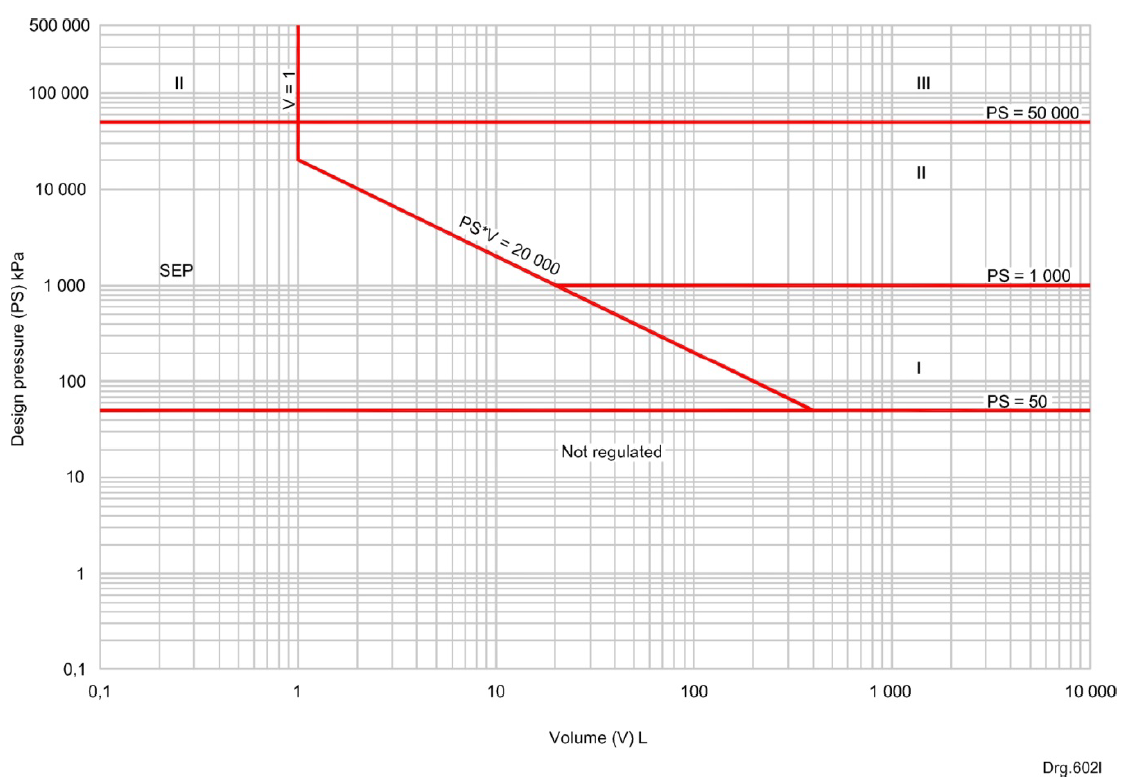 500 000
II
V = 1
III
100 000
PS = 50 000
II
10 000
PS*V = 20 000
SEP
PS = 1 000
1 000
Design pressure (PS) kPa
I
100
PS = 50
Not regulated
10
1
0,1
0,1
1
10
100
1 000
10 000
Volume (V) L
Drg.602l